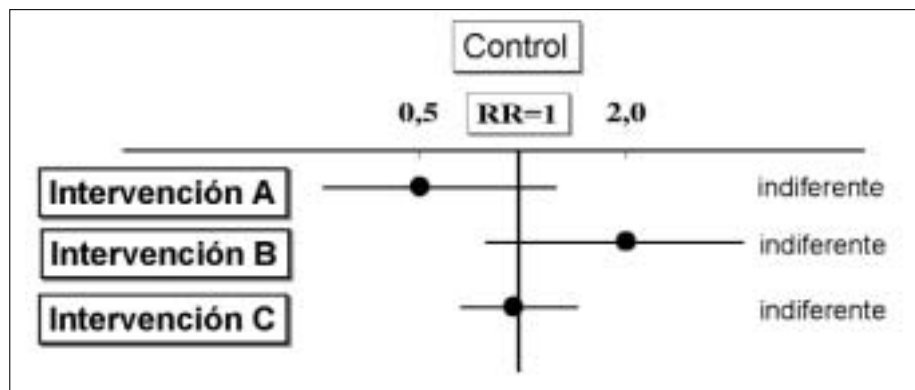 Control
0,5 RR=1 2,0
Intervención A indiferente
Intervención B indiferente
Intervención C indiferente